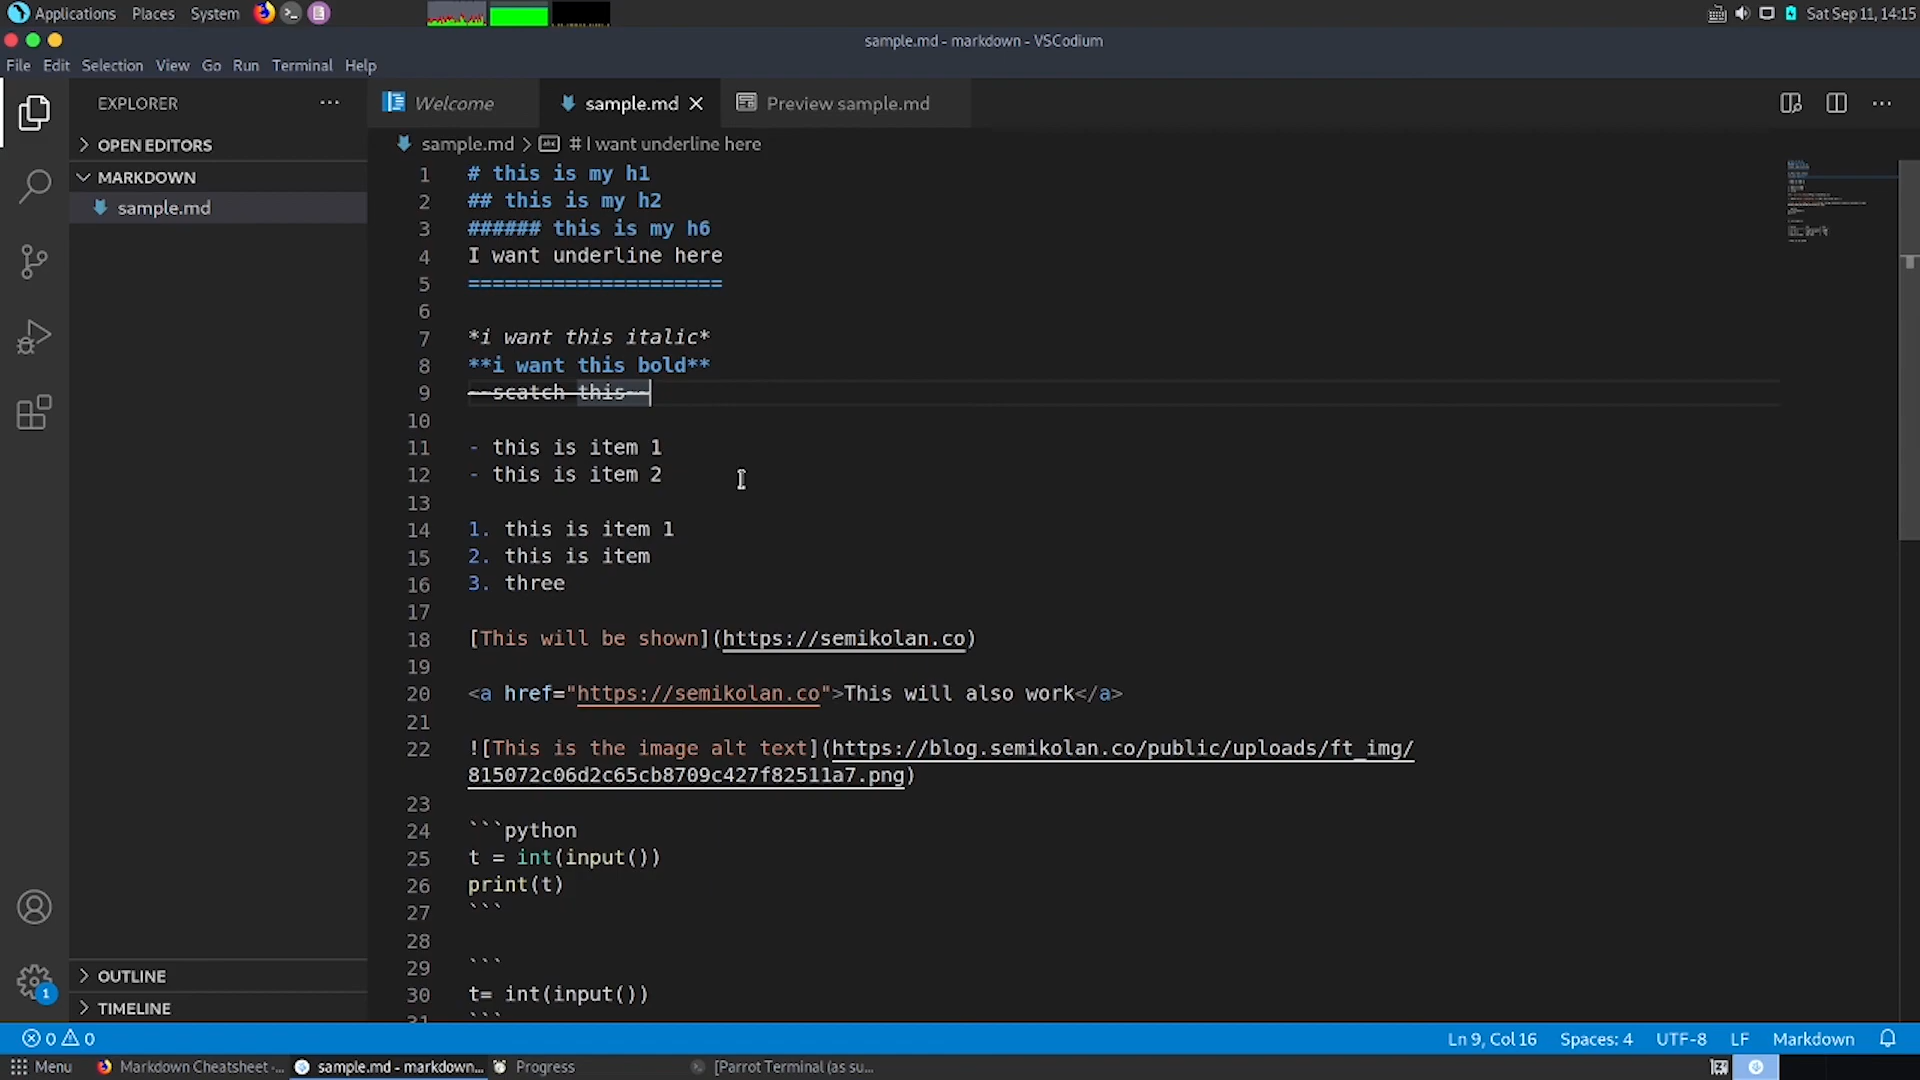 Applications Places System Sat Sep 11, 14:15
sample.md - markdown - VSCodium
File Edit Selection View Go Run Terminal Help
EXPLORER ··· Welcome sample.md Preview sample.md ···
OPEN EDITORS
MARKDOWN
sample.md
sample.md > # I want underline here
1 # this is my h1
2 ## this is my h2
3 ###### this is my h6
4 I want underline here
5 =====================
6
7 *i want this italic*
8 **i want this bold**
9 ~~scatch this~~
10
11 - this is item 1
12 - this is item 2
13
14 1. this is item 1
15 2. this is item
16 3. three
17
18 [This will be shown](https://semikolan.co)
19
20 <a href="https://semikolan.co">This will also work</a>
21
22 ![This is the image alt text](https://blog.semikolan.co/public/uploads/ft_img/
815072c06d2c65cb8709c427f82511a7.png)
23
24 ```python
25 t = int(input())
26 print(t)
27 ```
28
29 ```
30 t= int(input())
31 ```
OUTLINE
TIMELINE
1
0 0 Ln 9, Col 16 Spaces: 4 UTF-8 LF Markdown
Menu Markdown Cheatsheet -... sample.md - markdown... Progress [Parrot Terminal (as su...